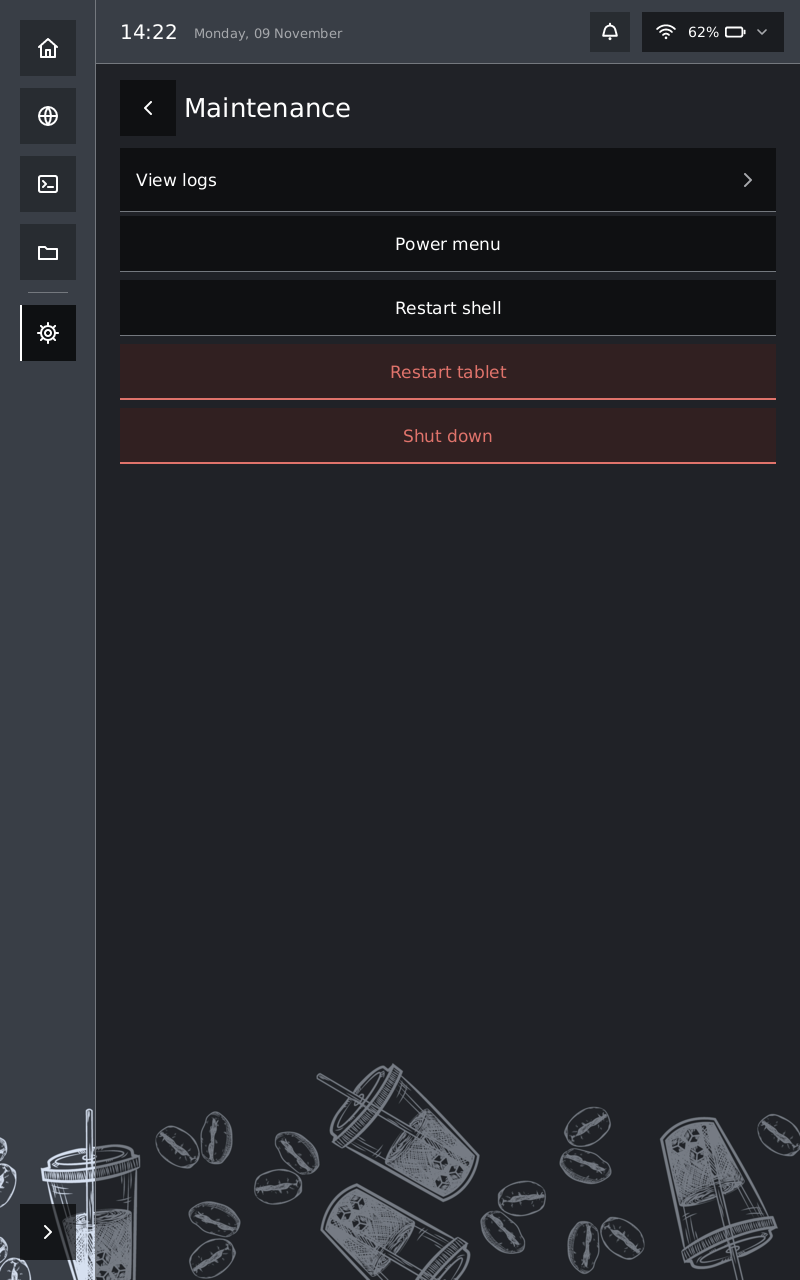 14:22 Monday, 09 November 62%
Maintenance
View logs
Power menu
Restart shell
Restart tablet
Shut down